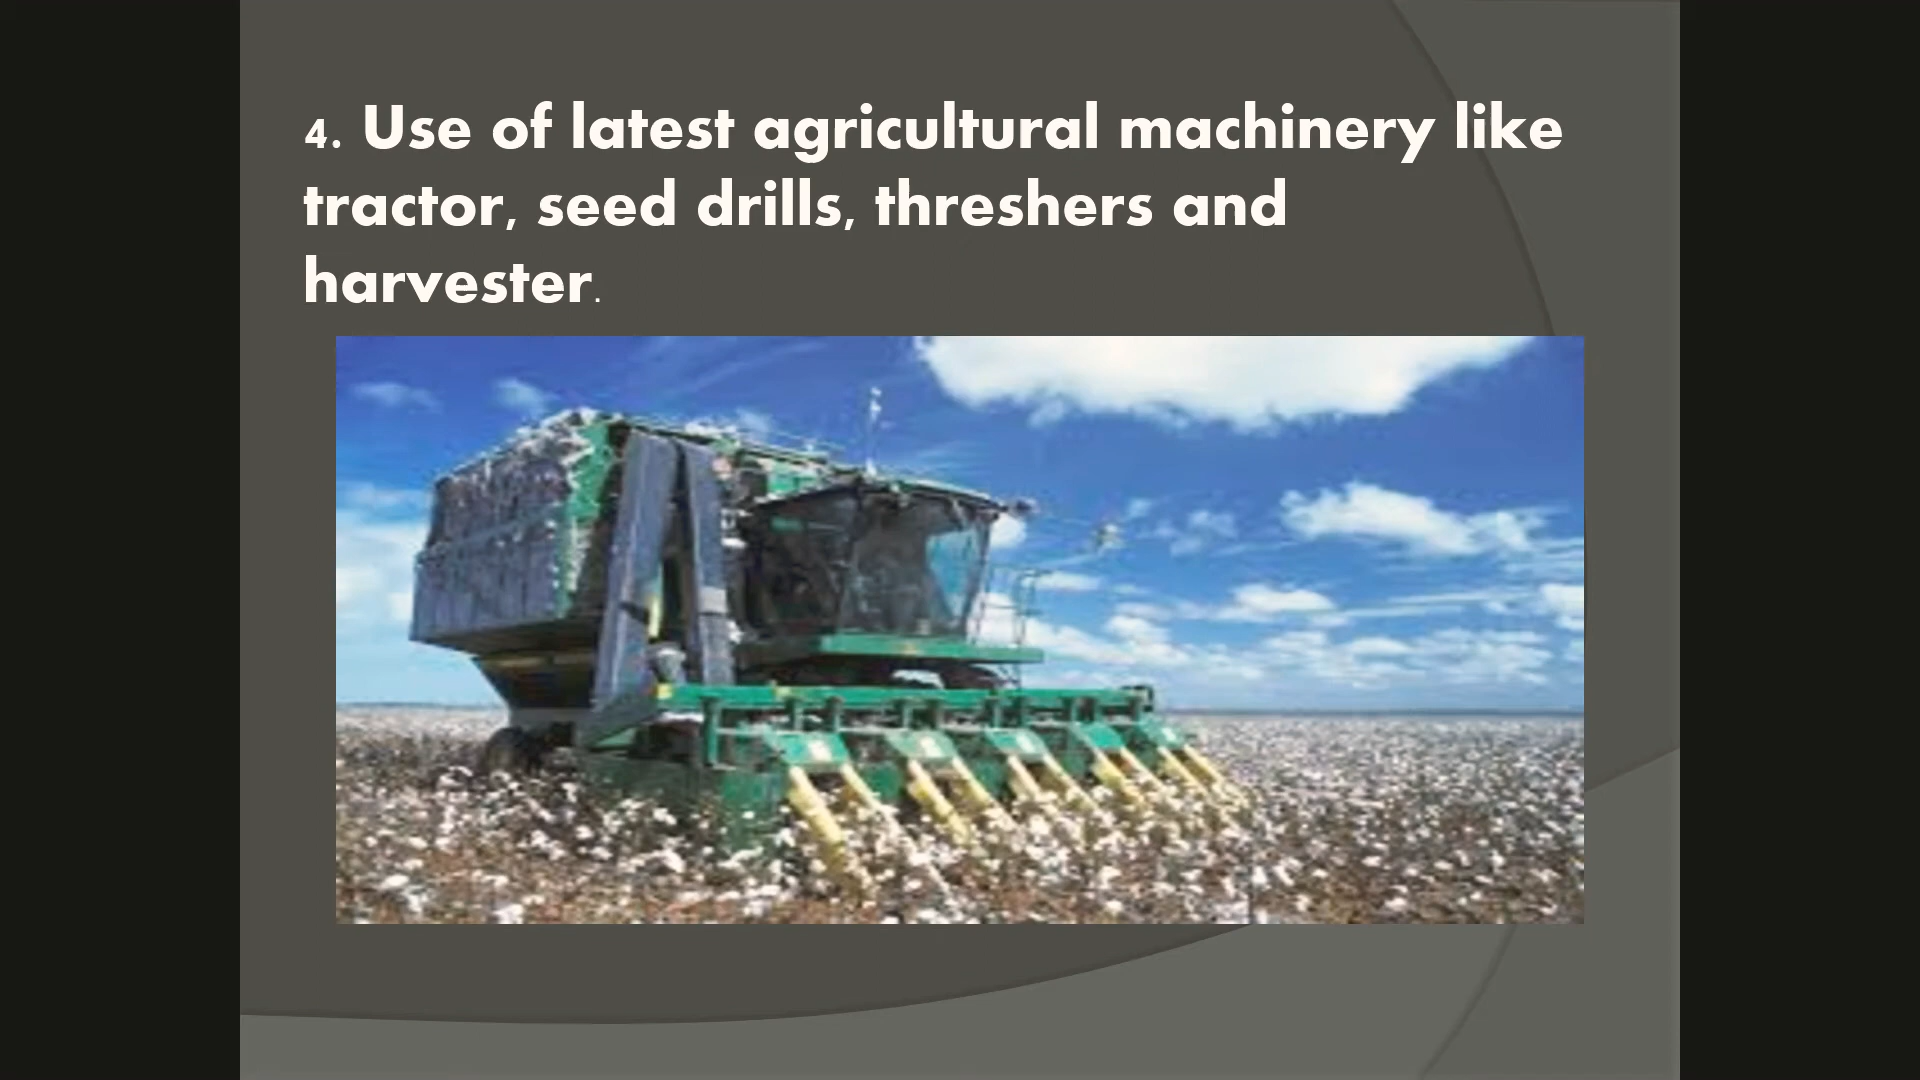 4. Use of latest agricultural machinery like
tractor, seed drills, threshers and
harvester.